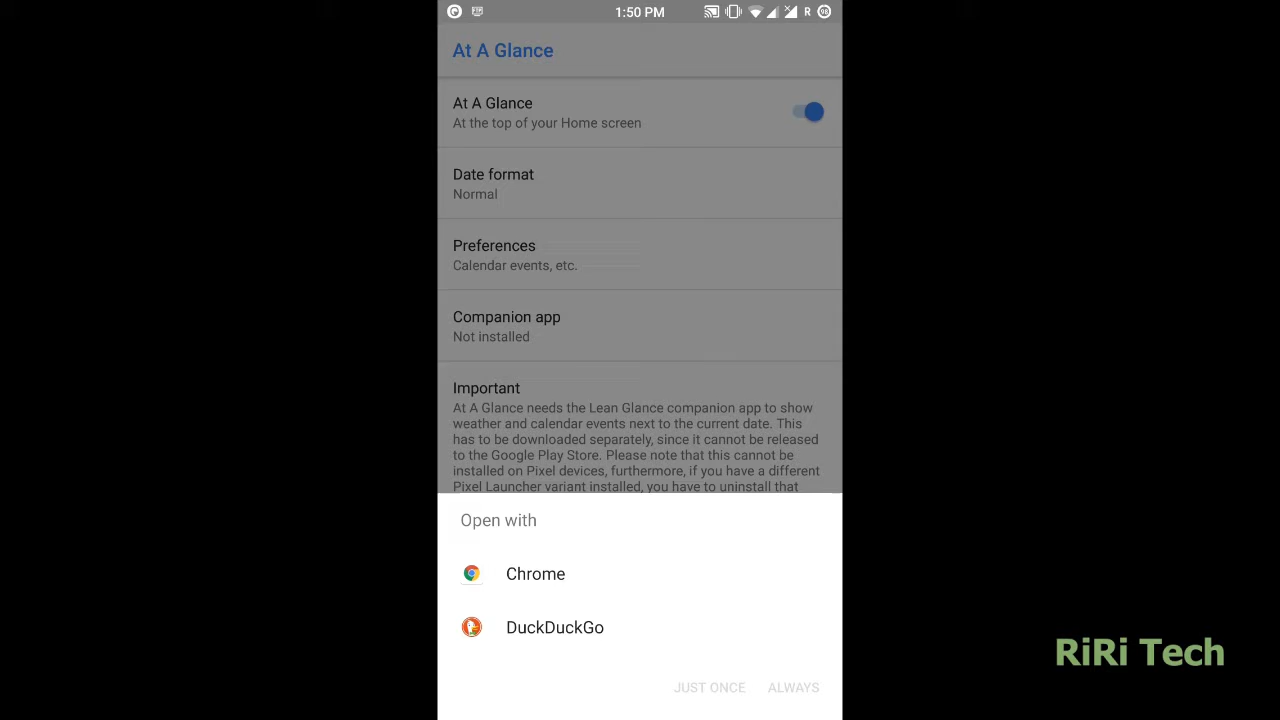 1:50 PM
R
98
At A Glance
At A Glance
At the top of your Home screen
Date format
Normal
Preferences
Calendar events, etc.
Companion app
Not installed
Important
At A Glance needs the Lean Glance companion app to show
weather and calendar events next to the current date. This
has to be downloaded separately, since it cannot be released
to the Google Play Store. Please note that this cannot be
installed on Pixel devices, furthermore, if you have a different
Pixel Launcher variant installed, you have to uninstall that
Open with
Chrome
DuckDuckGo
JUST ONCE ALWAYS
RiRi Tech